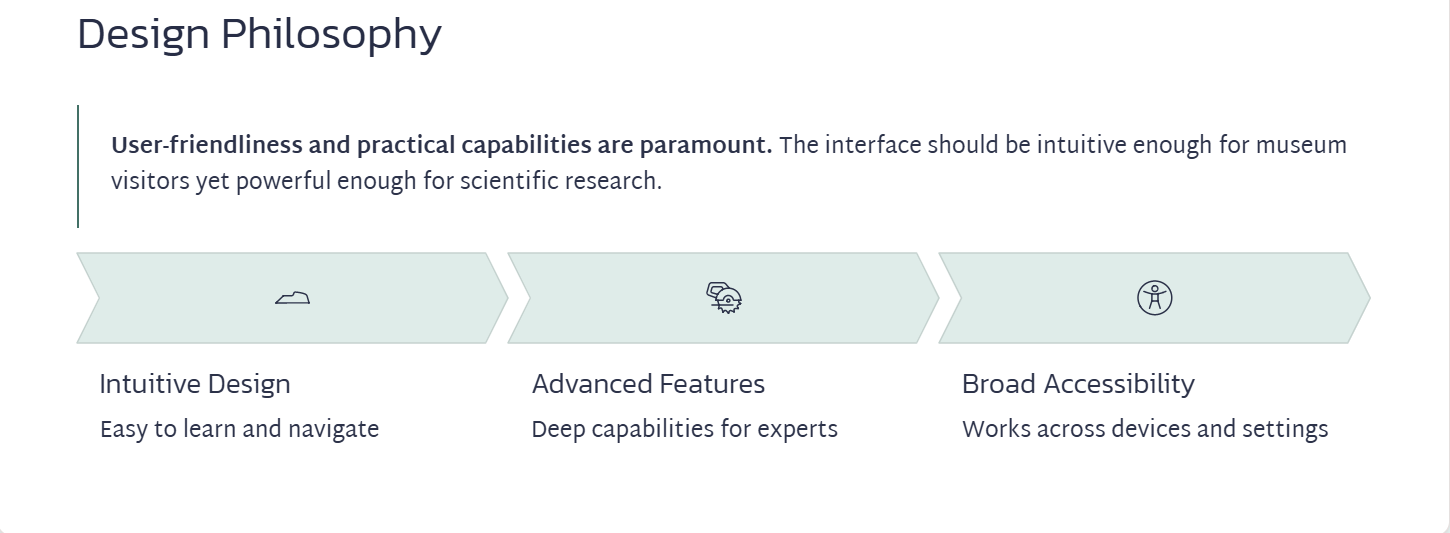 Design Philosophy
User-friendliness and practical capabilities are paramount. The interface should be intuitive enough for museum
visitors yet powerful enough for scientific research.
Intuitive Design
Easy to learn and navigate
Advanced Features
Deep capabilities for experts
Broad Accessibility
Works across devices and settings